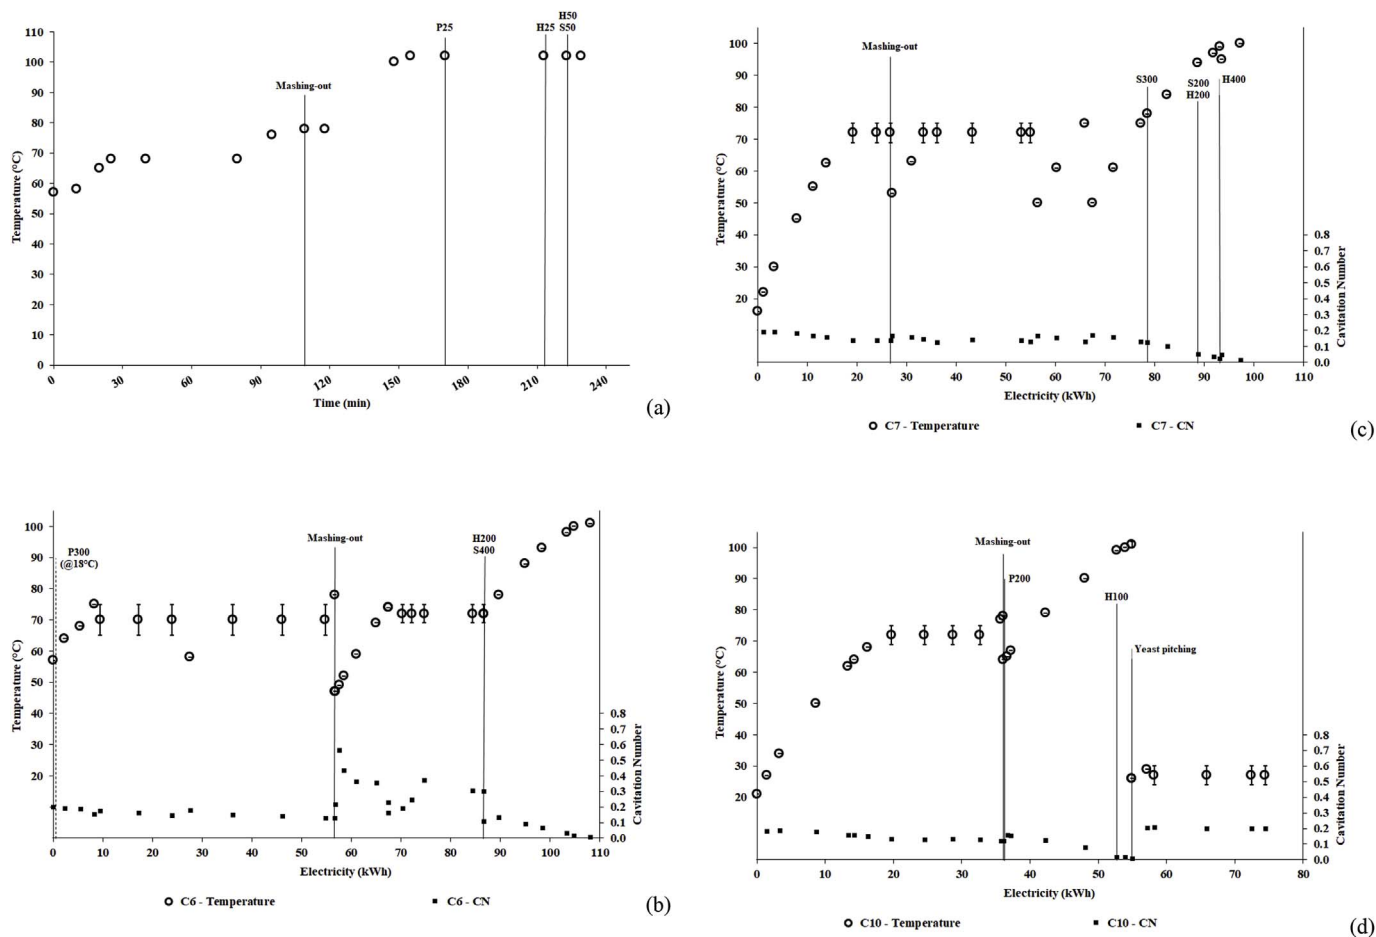 H50
P25
H25
S50
Mashing-out
110
100
90
80
70
60
50
40
30
20
10
0
Temperature (°C)
0
30
60
90
120
150
180
210
240
Time (min)
(a)
Mashing-out
S300
S200
H200
H400
100
90
80
70
60
50
40
30
20
Temperature (°C)
0.8
0.7
0.6
0.5
0.4
0.3
0.2
0.1
0.0
Cavitation Number
0
10
20
30
40
50
60
70
80
90
100
110
Electricity (kWh)
C7 - Temperature
C7 - CN
(c)
P300
(@18°C)
Mashing-out
H200
S400
100
90
80
70
60
50
40
30
20
Temperature (°C)
0.8
0.7
0.6
0.5
0.4
0.3
0.2
0.1
0.0
Cavitation Number
0
10
20
30
40
50
60
70
80
90
100
110
Electricity (kWh)
C6 - Temperature
C6 - CN
(b)
Mashing-out
P200
H100
Yeast pitching
100
90
80
70
60
50
40
30
20
Temperature (°C)
0.8
0.7
0.6
0.5
0.4
0.3
0.2
0.1
0.0
Cavitation Number
0
10
20
30
40
50
60
70
80
Electricity (kWh)
C10 - Temperature
C10 - CN
(d)